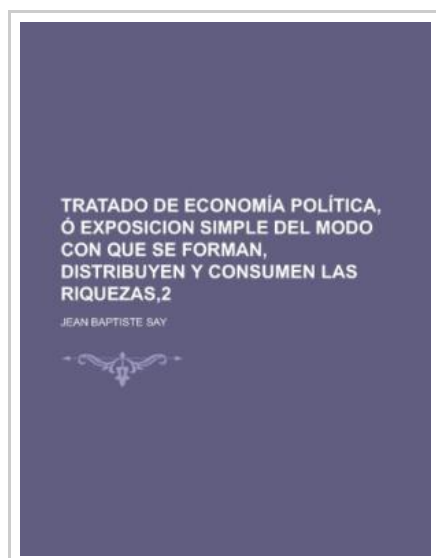 TRATADO DE ECONOMÍA POLÍTICA,
Ó EXPOSICION SIMPLE DEL MODO
CON QUE SE FORMAN,
DISTRIBUYEN Y CONSUMEN LAS
RIQUEZAS,2
JEAN BAPTISTE SAY